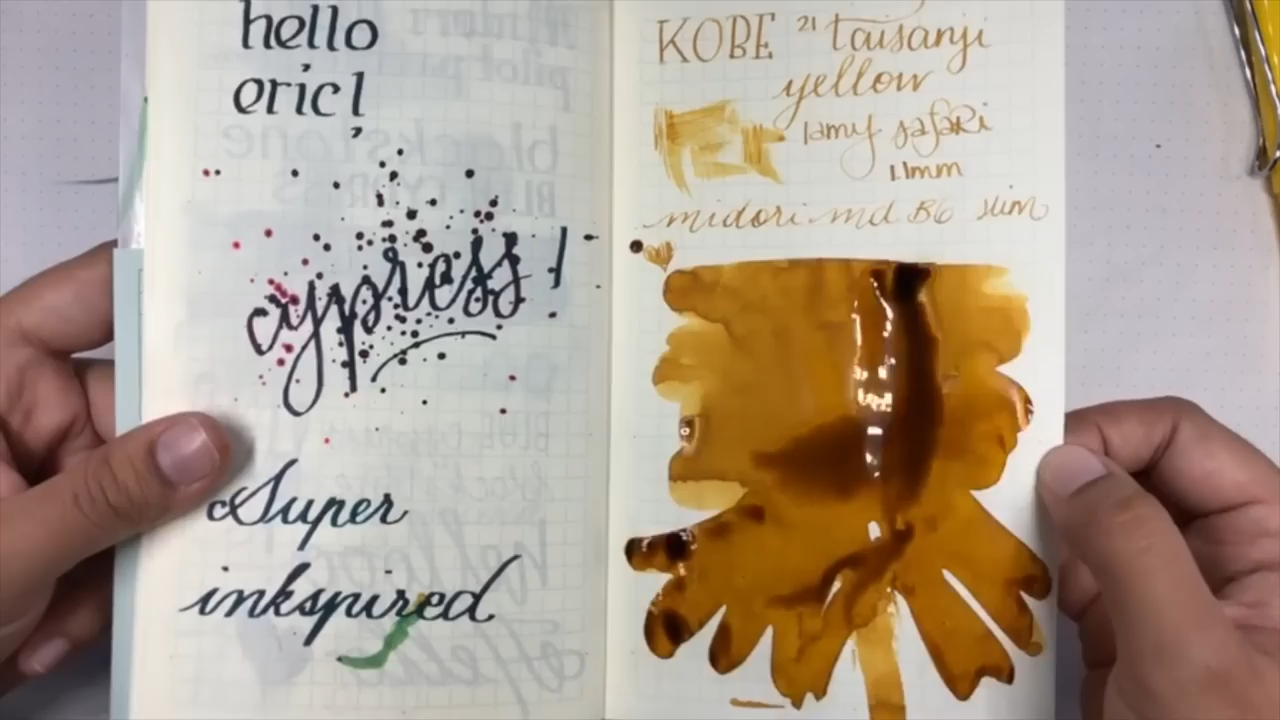 hello
eric!
cypress!
Super
inkspired
KOBE 21 taisanji
yellow
lamy safari
1.1mm
midori md B6 slim